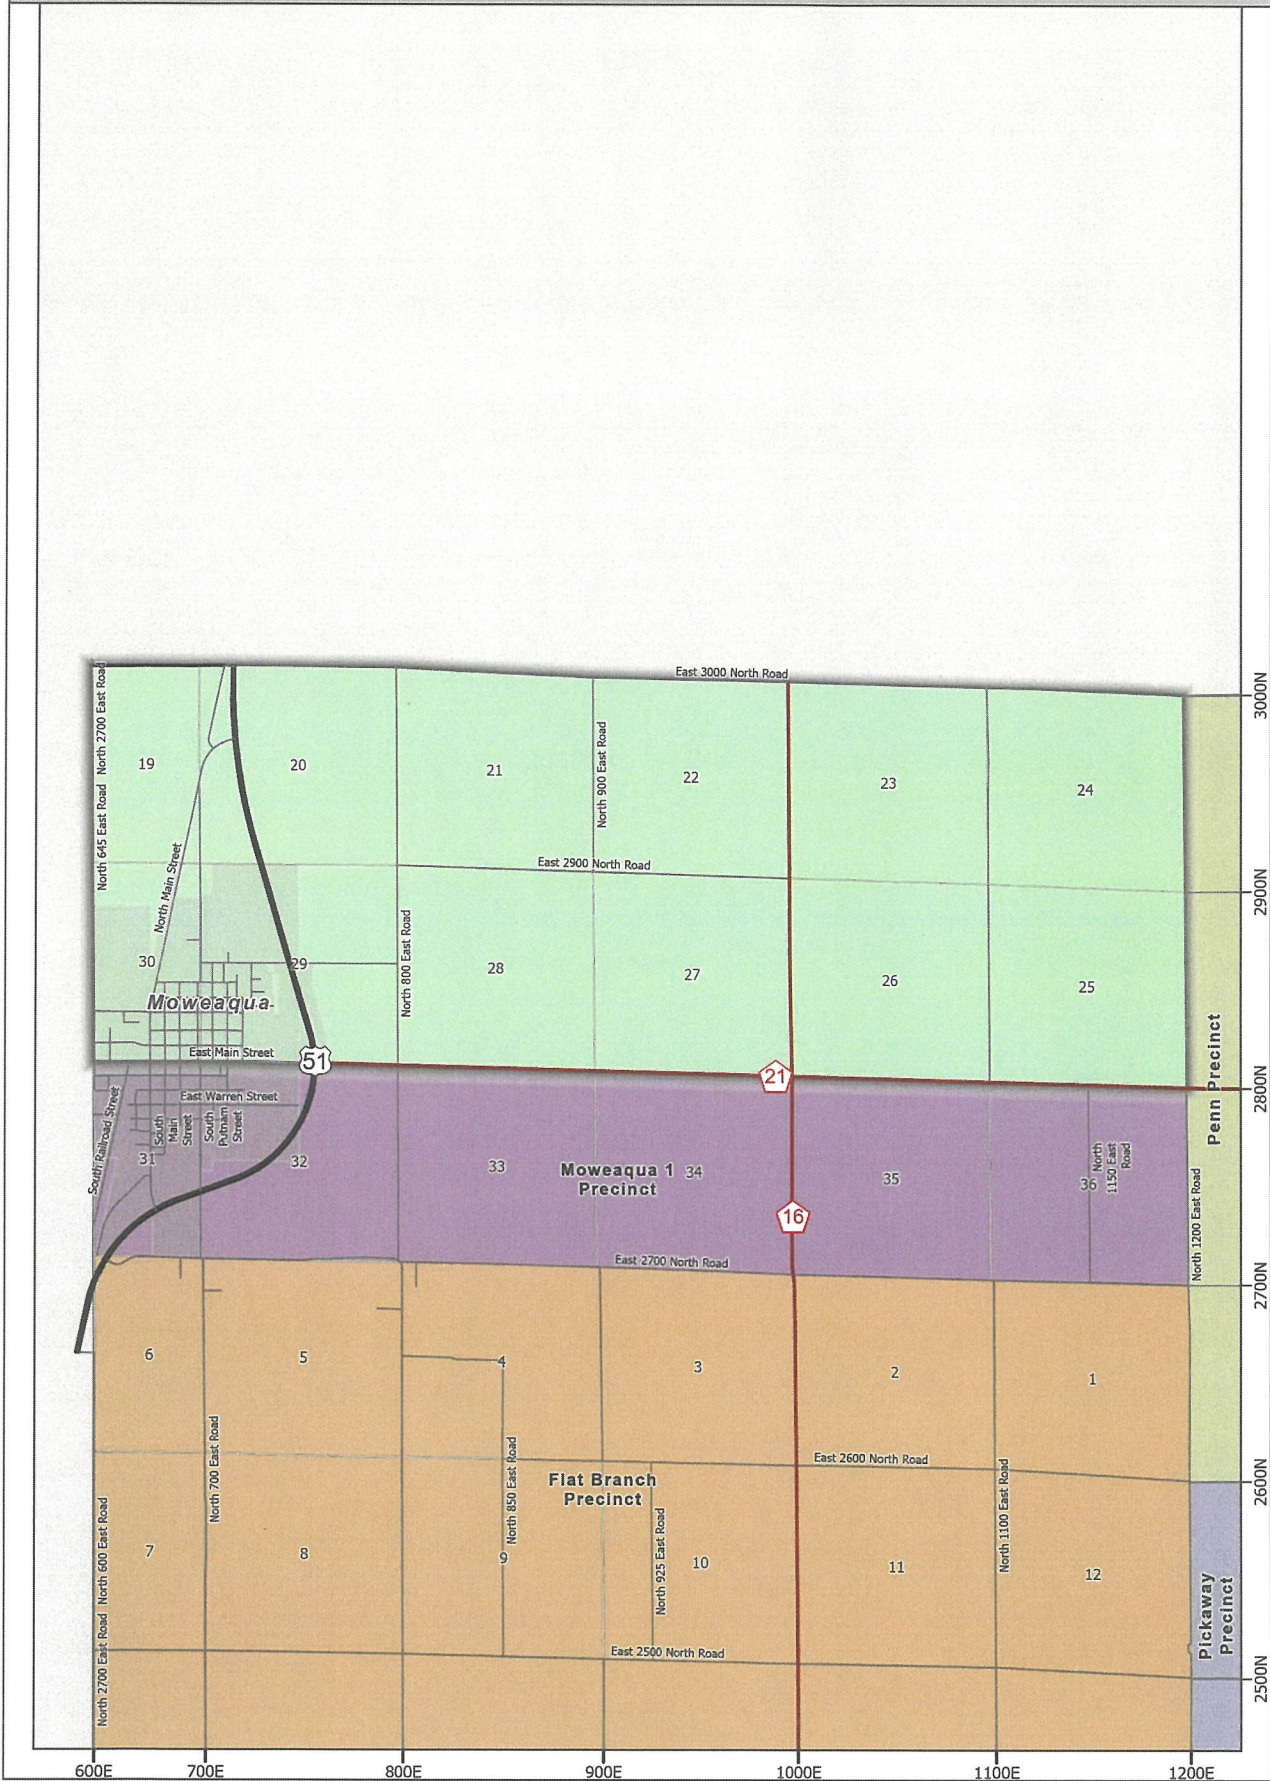 East 3000 North Road
3000N
North 2700 East Road
North 645 East Road
19
20
21
22
23
24
North 900 East Road
North Main Street
East 2900 North Road
2900N
30
29
28
27
26
25
North 800 East Road
Moweaqua
East Main Street
51
21
2800N
Penn Precinct
East Warren Street
South Railroad Street
South
Main
Street
South
Putnam
Street
31
32
33
Moweaqua 1
Precinct
34
35
36
North
1150 East
Road
North 1200 East Road
16
East 2700 North Road
2700N
6
5
4
3
2
1
North 700 East Road
North 850 East Road
East 2600 North Road
2600N
Flat Branch
Precinct
North 1100 East Road
North 600 East Road
North 2700 East Road
7
8
9
10
11
12
North 925 East Road
Pickaway
Precinct
East 2500 North Road
2500N
600E
700E
800E
900E
1000E
1100E
1200E